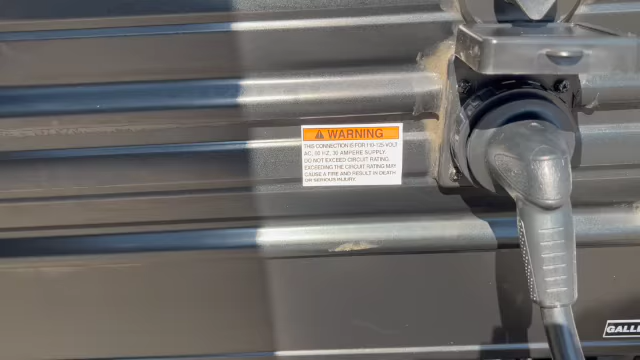 WARNING
THIS CONNECTION IS FOR 110-125-VOLT
AC, 60 HZ, 30 AMPERE SUPPLY.
DO NOT EXCEED CIRCUIT RATING.
EXCEEDING THE CIRCUIT RATING MAY
CAUSE A FIRE AND RESULT IN DEATH
OR SERIOUS INJURY.
GALLE